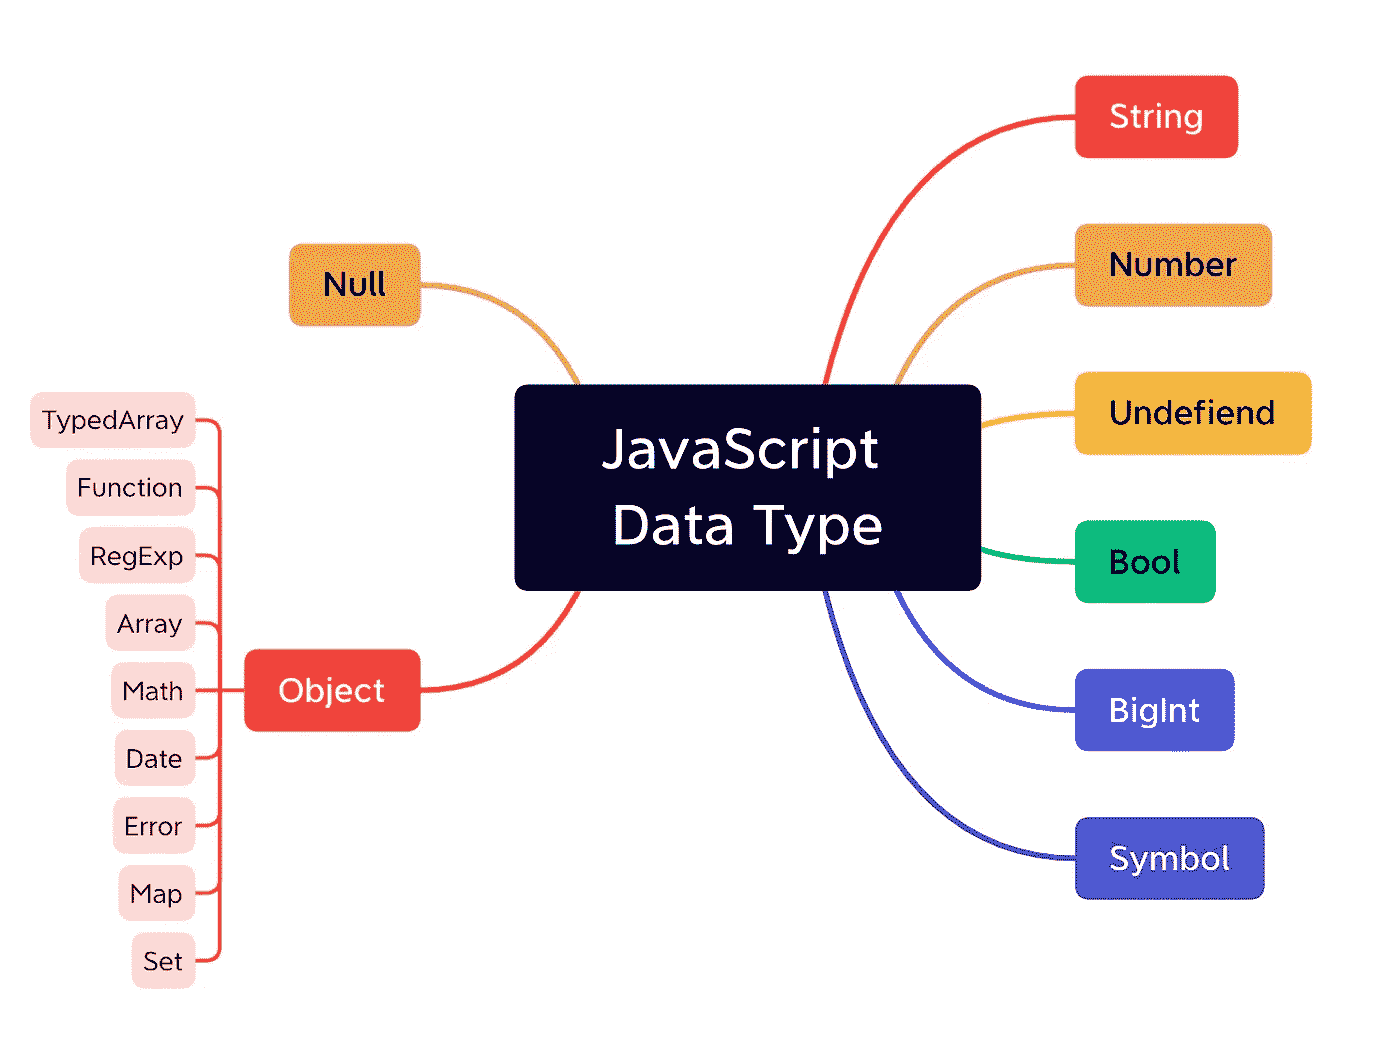 JavaScript
Data Type
String
Number
Undefiend
Bool
BigInt
Symbol
Null
Object
TypedArray
Function
RegExp
Array
Math
Date
Error
Map
Set